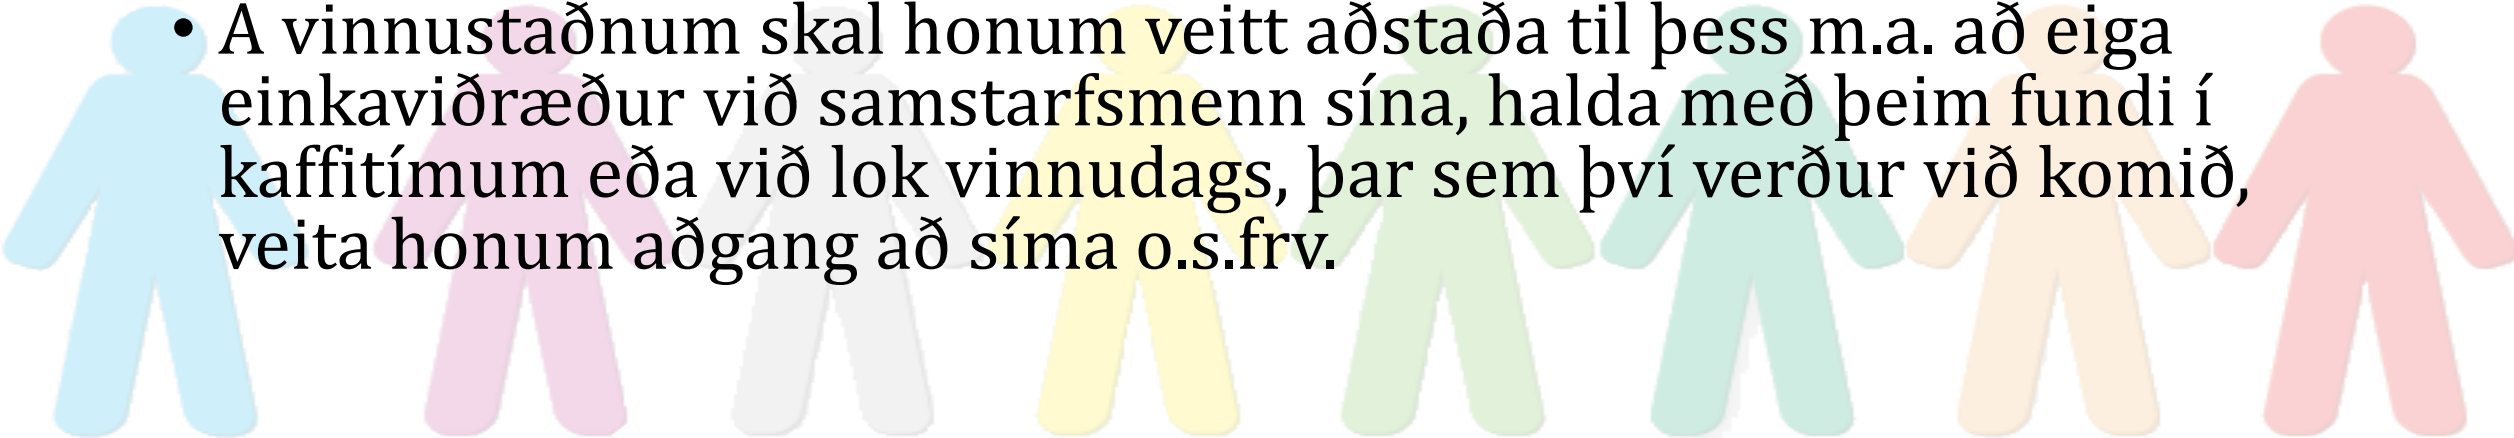 • A vinnustaðnum skal honum veitt aðstaða til þess m.a. að eiga
einkaviðræður við samstarfsmenn sína, halda með þeim fundi í
kaffitímum eða við lok vinnudags, þar sem því verður við komið,
veita honum aðgang að síma o.s.frv.